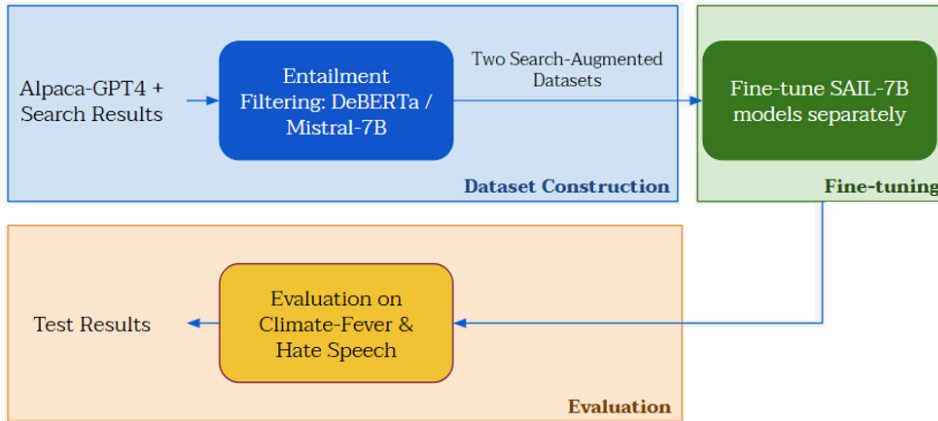 Alpaca-GPT4 +
Search Results
Entailment
Filtering: DeBERTa /
Mistral-7B
Two Search-Augmented
Datasets
Dataset Construction
Fine-tune SAIL-7B
models separately
Fine-tuning
Test Results
Evaluation on
Climate-Fever &
Hate Speech
Evaluation